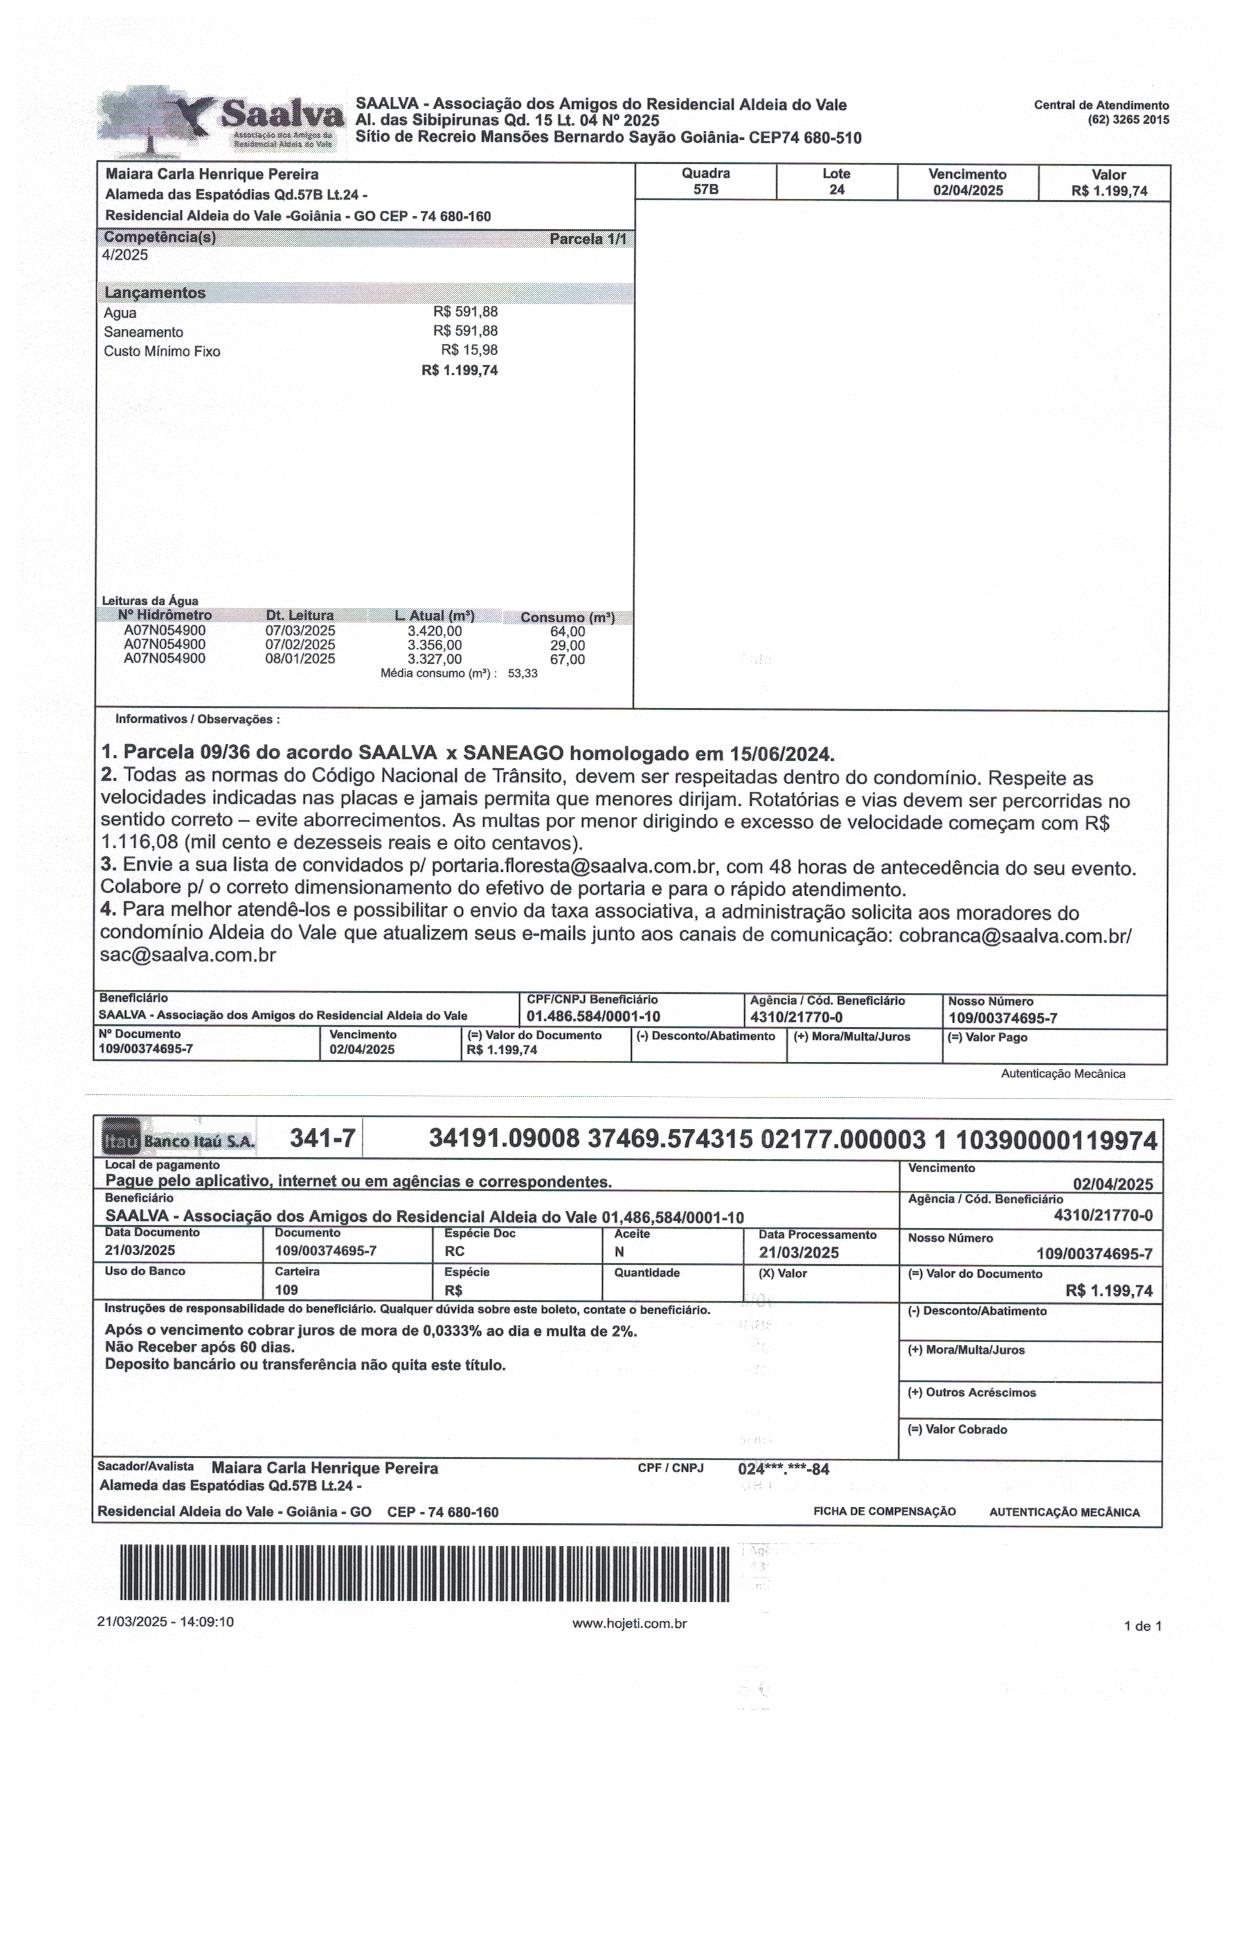 Saalva
Associação dos Amigos do
Residencial Aldeia do Vale
SAALVA - Associação dos Amigos do Residencial Aldeia do Vale
Al. das Sibipirunas Qd. 15 Lt. 04 Nº 2025
Sítio de Recreio Mansões Bernardo Sayão Goiânia- CEP74 680-510
Central de Atendimento
(62) 3265 2015
Maiara Carla Henrique Pereira
Alameda das Espatódias Qd.57B Lt.24 -
Residencial Aldeia do Vale -Goiânia - GO CEP - 74 680-160
Quadra Lote Vencimento Valor
57B 24 02/04/2025 R$ 1.199,74
Competência(s) Parcela 1/1
4/2025
Lançamentos
Agua R$ 591,88
Saneamento R$ 591,88
Custo Mínimo Fixo R$ 15,98
R$ 1.199,74
Leituras da Água
Nº Hidrômetro Dt. Leitura L. Atual (m³) Consumo (m³)
A07N054900 07/03/2025 3.420,00 64,00
A07N054900 07/02/2025 3.356,00 29,00
A07N054900 08/01/2025 3.327,00 67,00
Média consumo (m³) : 53,33
Informativos / Observações :
1. Parcela 09/36 do acordo SAALVA x SANEAGO homologado em 15/06/2024.
2. Todas as normas do Código Nacional de Trânsito, devem ser respeitadas dentro do condomínio. Respeite as
velocidades indicadas nas placas e jamais permita que menores dirijam. Rotatórias e vias devem ser percorridas no
sentido correto – evite aborrecimentos. As multas por menor dirigindo e excesso de velocidade começam com R$
1.116,08 (mil cento e dezesseis reais e oito centavos).
3. Envie a sua lista de convidados p/ portaria.floresta@saalva.com.br, com 48 horas de antecedência do seu evento.
Colabore p/ o correto dimensionamento do efetivo de portaria e para o rápido atendimento.
4. Para melhor atendê-los e possibilitar o envio da taxa associativa, a administração solicita aos moradores do
condomínio Aldeia do Vale que atualizem seus e-mails junto aos canais de comunicação: cobranca@saalva.com.br/
sac@saalva.com.br
Beneficiário CPF/CNPJ Beneficiário Agência / Cód. Beneficiário Nosso Número
SAALVA - Associação dos Amigos do Residencial Aldeia do Vale 01.486.584/0001-10 4310/21770-0 109/00374695-7
Nº Documento Vencimento (=) Valor do Documento (-) Desconto/Abatimento (+) Mora/Multa/Juros (=) Valor Pago
109/00374695-7 02/04/2025 R$ 1.199,74
Autenticação Mecânica
Itaú Banco Itaú S.A. 341-7 34191.09008 37469.574315 02177.000003 1 10390000119974
Local de pagamento Vencimento
Pague pelo aplicativo, internet ou em agências e correspondentes. 02/04/2025
Beneficiário Agência / Cód. Beneficiário
SAALVA - Associação dos Amigos do Residencial Aldeia do Vale 01,486,584/0001-10 4310/21770-0
Data Documento Documento Espécie Doc Aceite Data Processamento Nosso Número
21/03/2025 109/00374695-7 RC N 21/03/2025 109/00374695-7
Uso do Banco Carteira Espécie Quantidade (X) Valor (=) Valor do Documento
109 R$ R$ 1.199,74
Instruções de responsabilidade do beneficiário. Qualquer dúvida sobre este boleto, contate o beneficiário. (-) Desconto/Abatimento
Após o vencimento cobrar juros de mora de 0,0333% ao dia e multa de 2%.
Não Receber após 60 dias. (+) Mora/Multa/Juros
Deposito bancário ou transferência não quita este título.
(+) Outros Acréscimos
(=) Valor Cobrado
Sacador/Avalista Maiara Carla Henrique Pereira CPF / CNPJ 024***.***-84
Alameda das Espatódias Qd.57B Lt.24 -
Residencial Aldeia do Vale - Goiânia - GO CEP - 74 680-160 FICHA DE COMPENSAÇÃO AUTENTICAÇÃO MECÂNICA
21/03/2025 - 14:09:10 www.hojeti.com.br 1 de 1